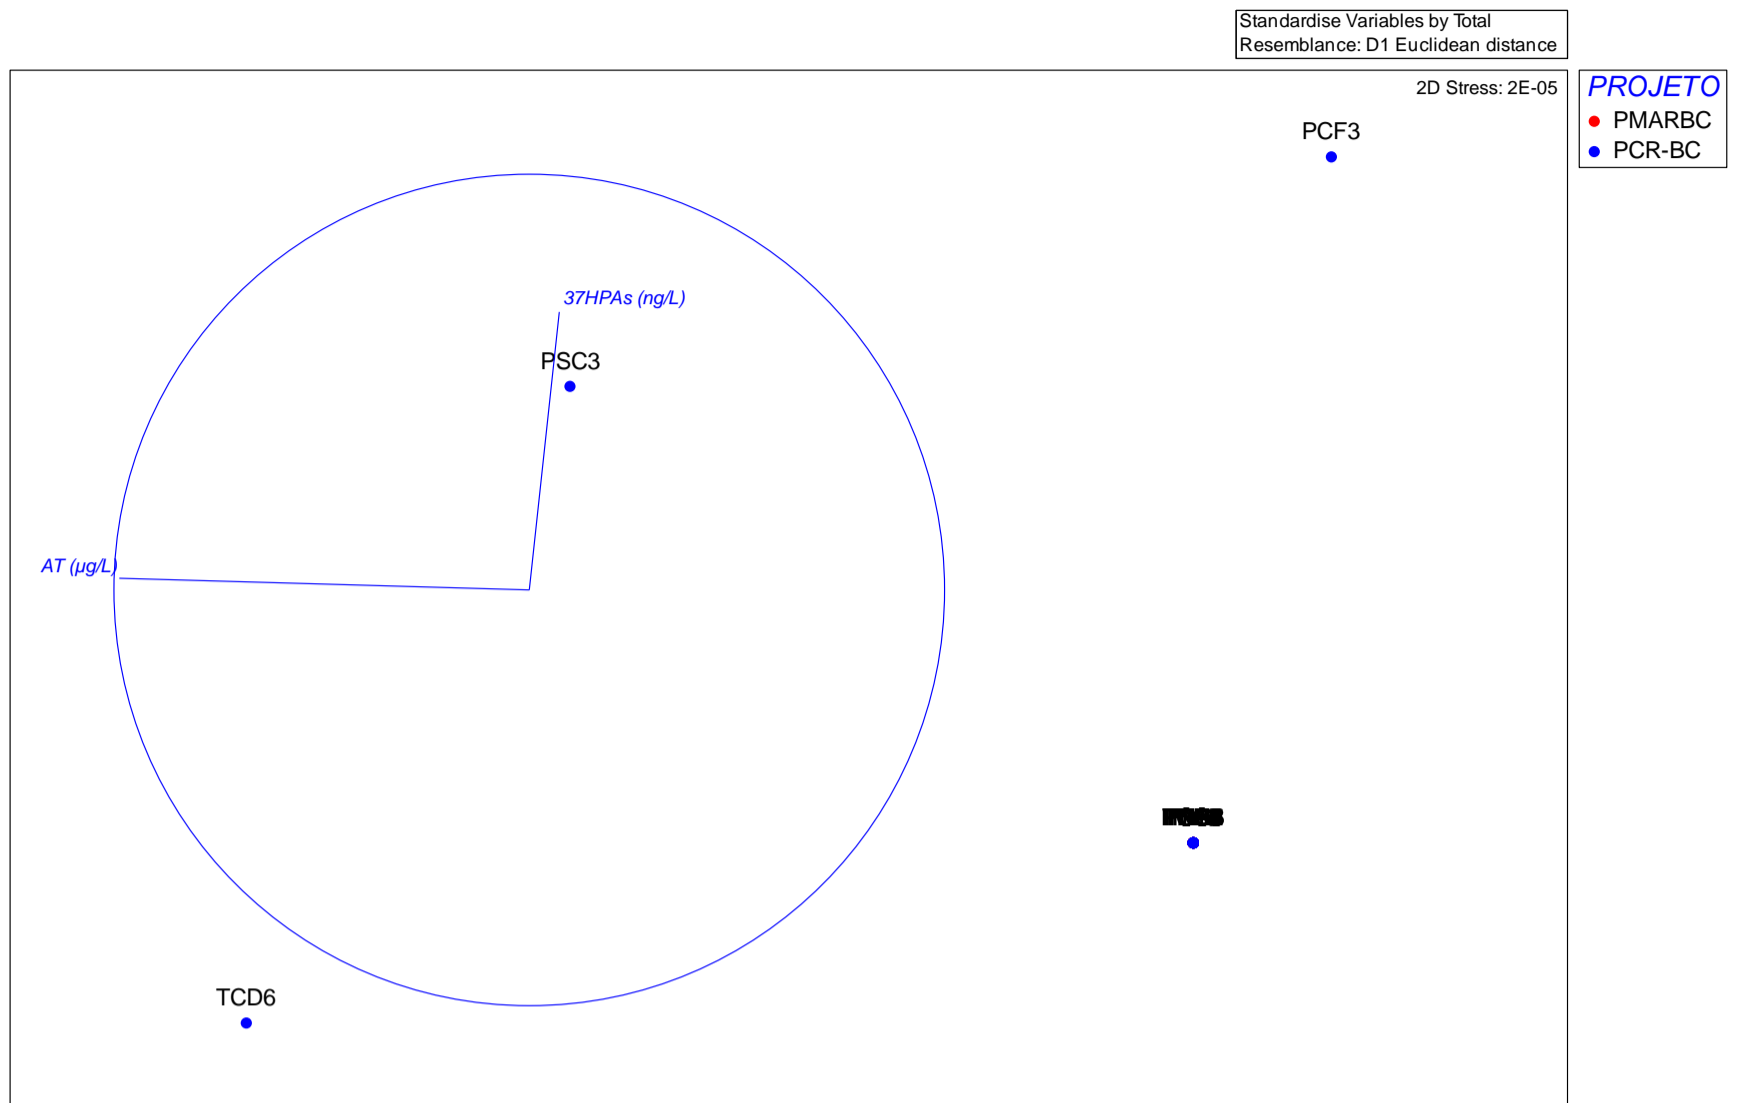 Standardise Variables by Total
Resemblance: D1 Euclidean distance
2D Stress: 2E-05
PROJETO
PMARBC
PCR-BC
PCF3
37HPAs (ng/L)
PSC3
AT (µg/L)
TCD6